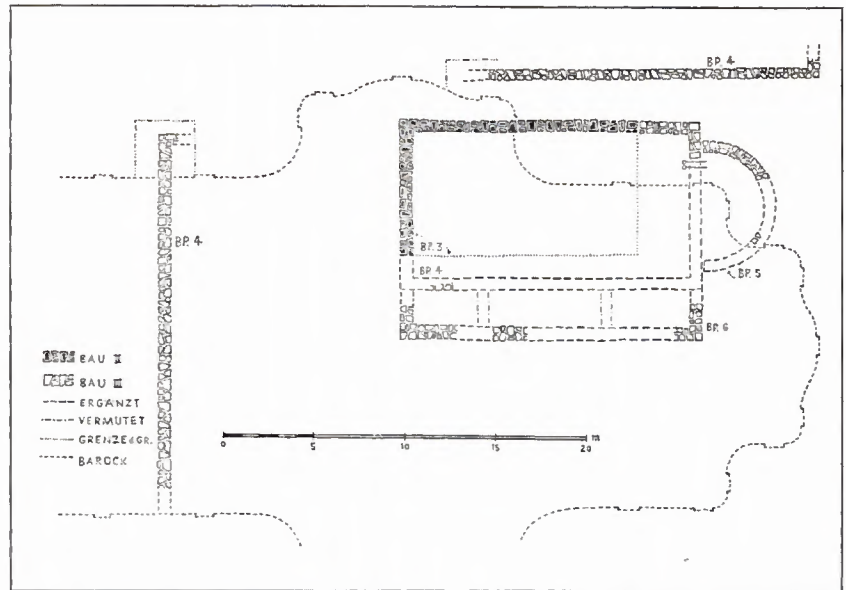 BP. 4
BP. 4
BP. 3
BP. 4
BP. 5
BP. 6
BAU II
BAU III
ERGÄNZT
VERMUTET
GRENZE d GR.
BAROCK
m
0 5 10 15 20